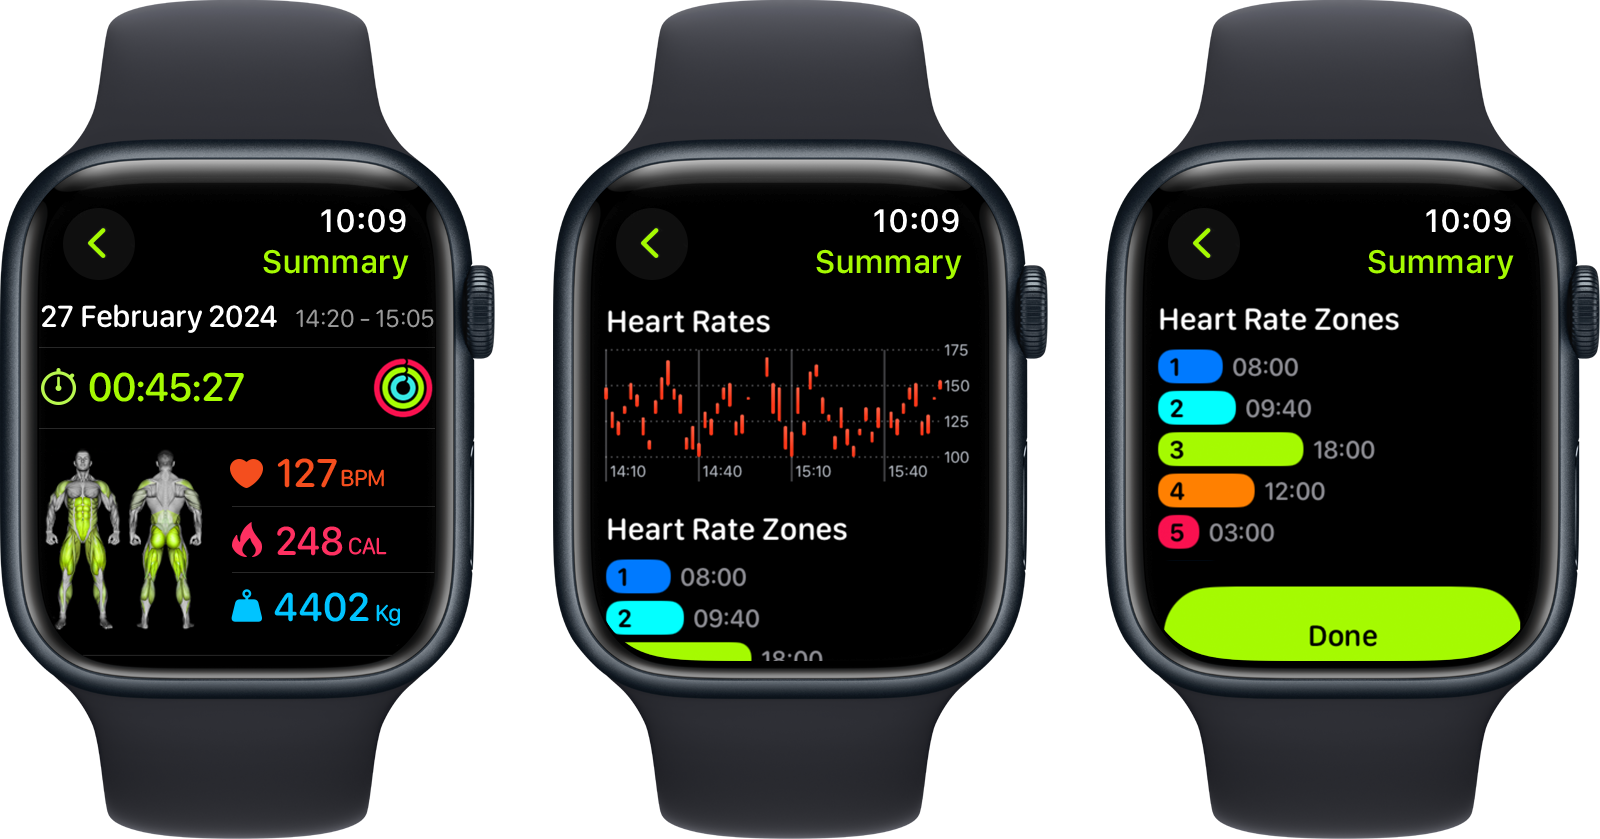 10:09
Summary
27 February 2024 14:20 - 15:05
00:45:27
127 BPM
248 CAL
4402 Kg
10:09
Summary
Heart Rates
175
150
125
100
14:10 14:40 15:10 15:40
Heart Rate Zones
1 08:00
2 09:40
18:00
10:09
Summary
Heart Rate Zones
1 08:00
2 09:40
3 18:00
4 12:00
5 03:00
Done